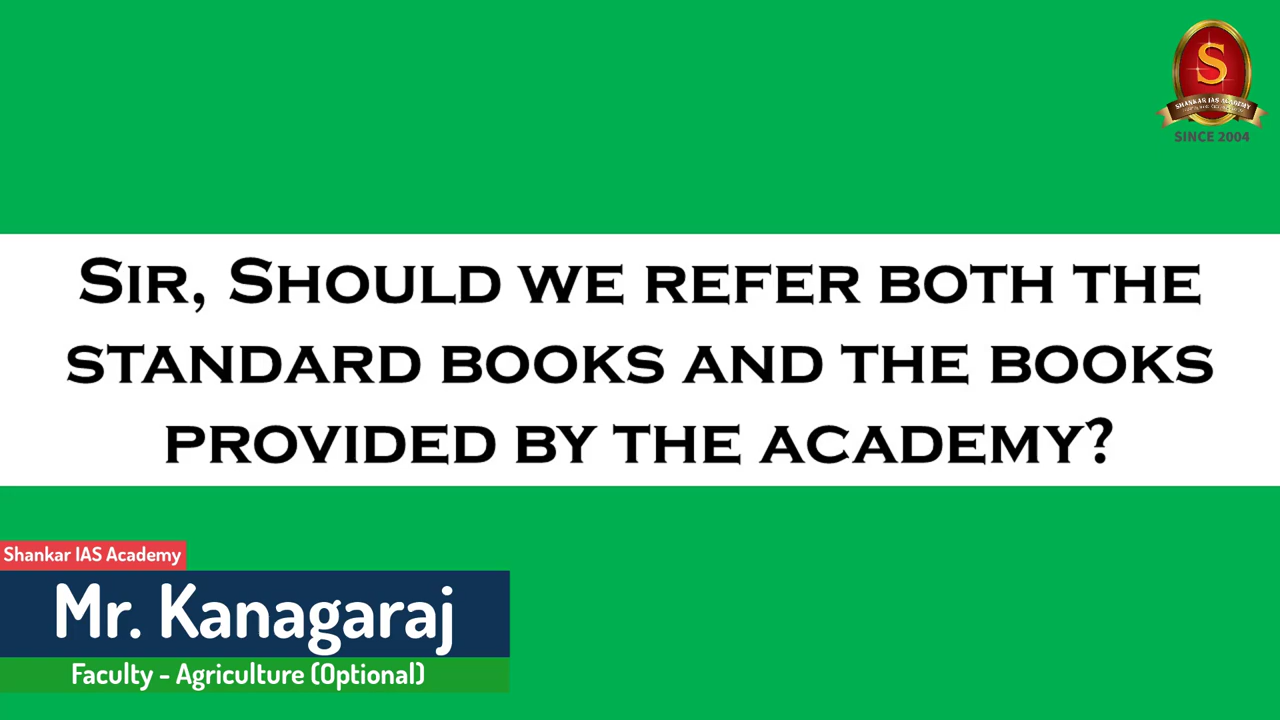 S
SHANKAR IAS ACADEMY
SINCE 2004
SIR, SHOULD WE REFER BOTH THE
STANDARD BOOKS AND THE BOOKS
PROVIDED BY THE ACADEMY?
Shankar IAS Academy
Mr. Kanagaraj
Faculty - Agriculture (Optional)